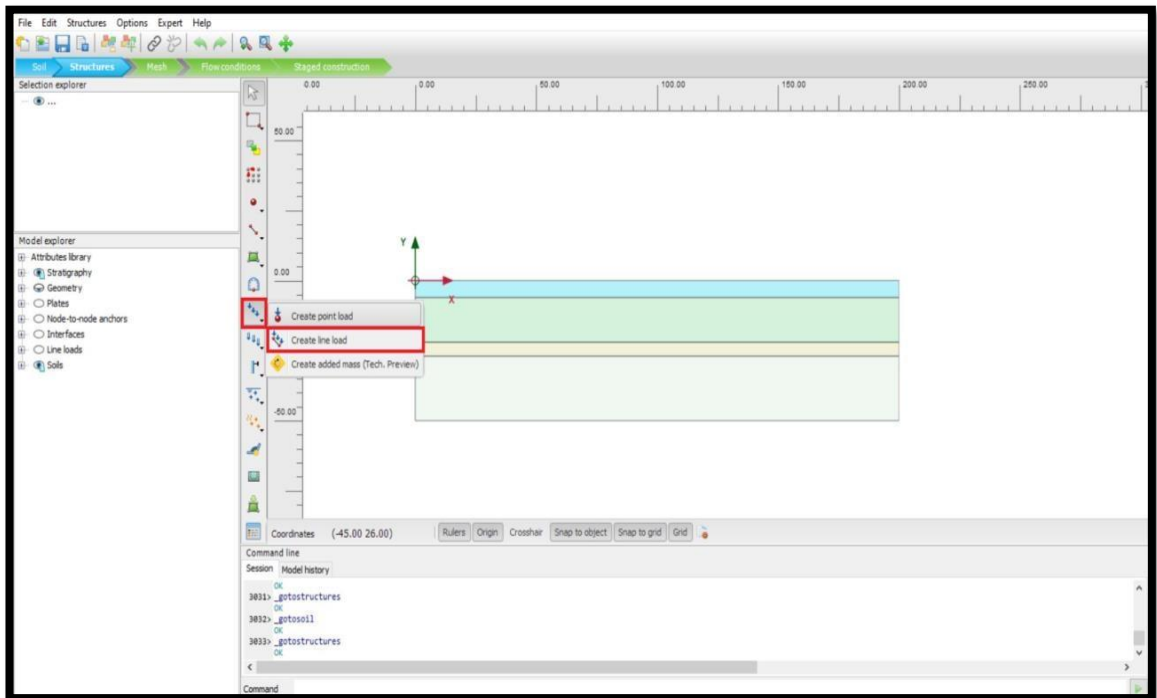 File Edit Structures Options Expert Help
Soil Structures Mesh Flow conditions Staged construction
Selection explorer
...
Model explorer
Attributes library
Stratigraphy
Geometry
Plates
Node-to-node anchors
Interfaces
Line loads
Soils
0.00 0.00 50.00 100.00 150.00 200.00 250.00
50.00
Y
0.00
X
Create point load
Create line load
Create added mass (Tech. Preview)
-50.00
Coordinates (-45.00 26.00) Rulers Origin Crosshair Snap to object Snap to grid Grid
Command line
Session Model history
OK
3031> _gotostructures
OK
3032> _gotosoil
OK
3033> _gotostructures
OK
Command